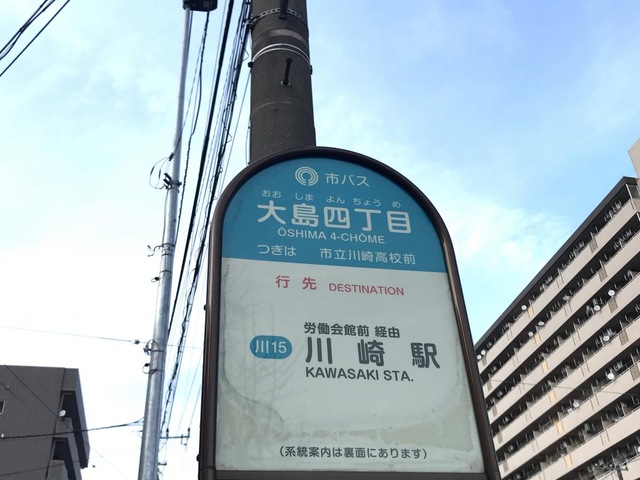 市バス
おお しま よん ちょう め
大島四丁目
ŌSHIMA 4-CHŌME
つぎは 市立川崎高校前
行先 DESTINATION
労働会館前 経由
川15 川崎駅
KAWASAKI STA.
(系統案内は裏面にあります)